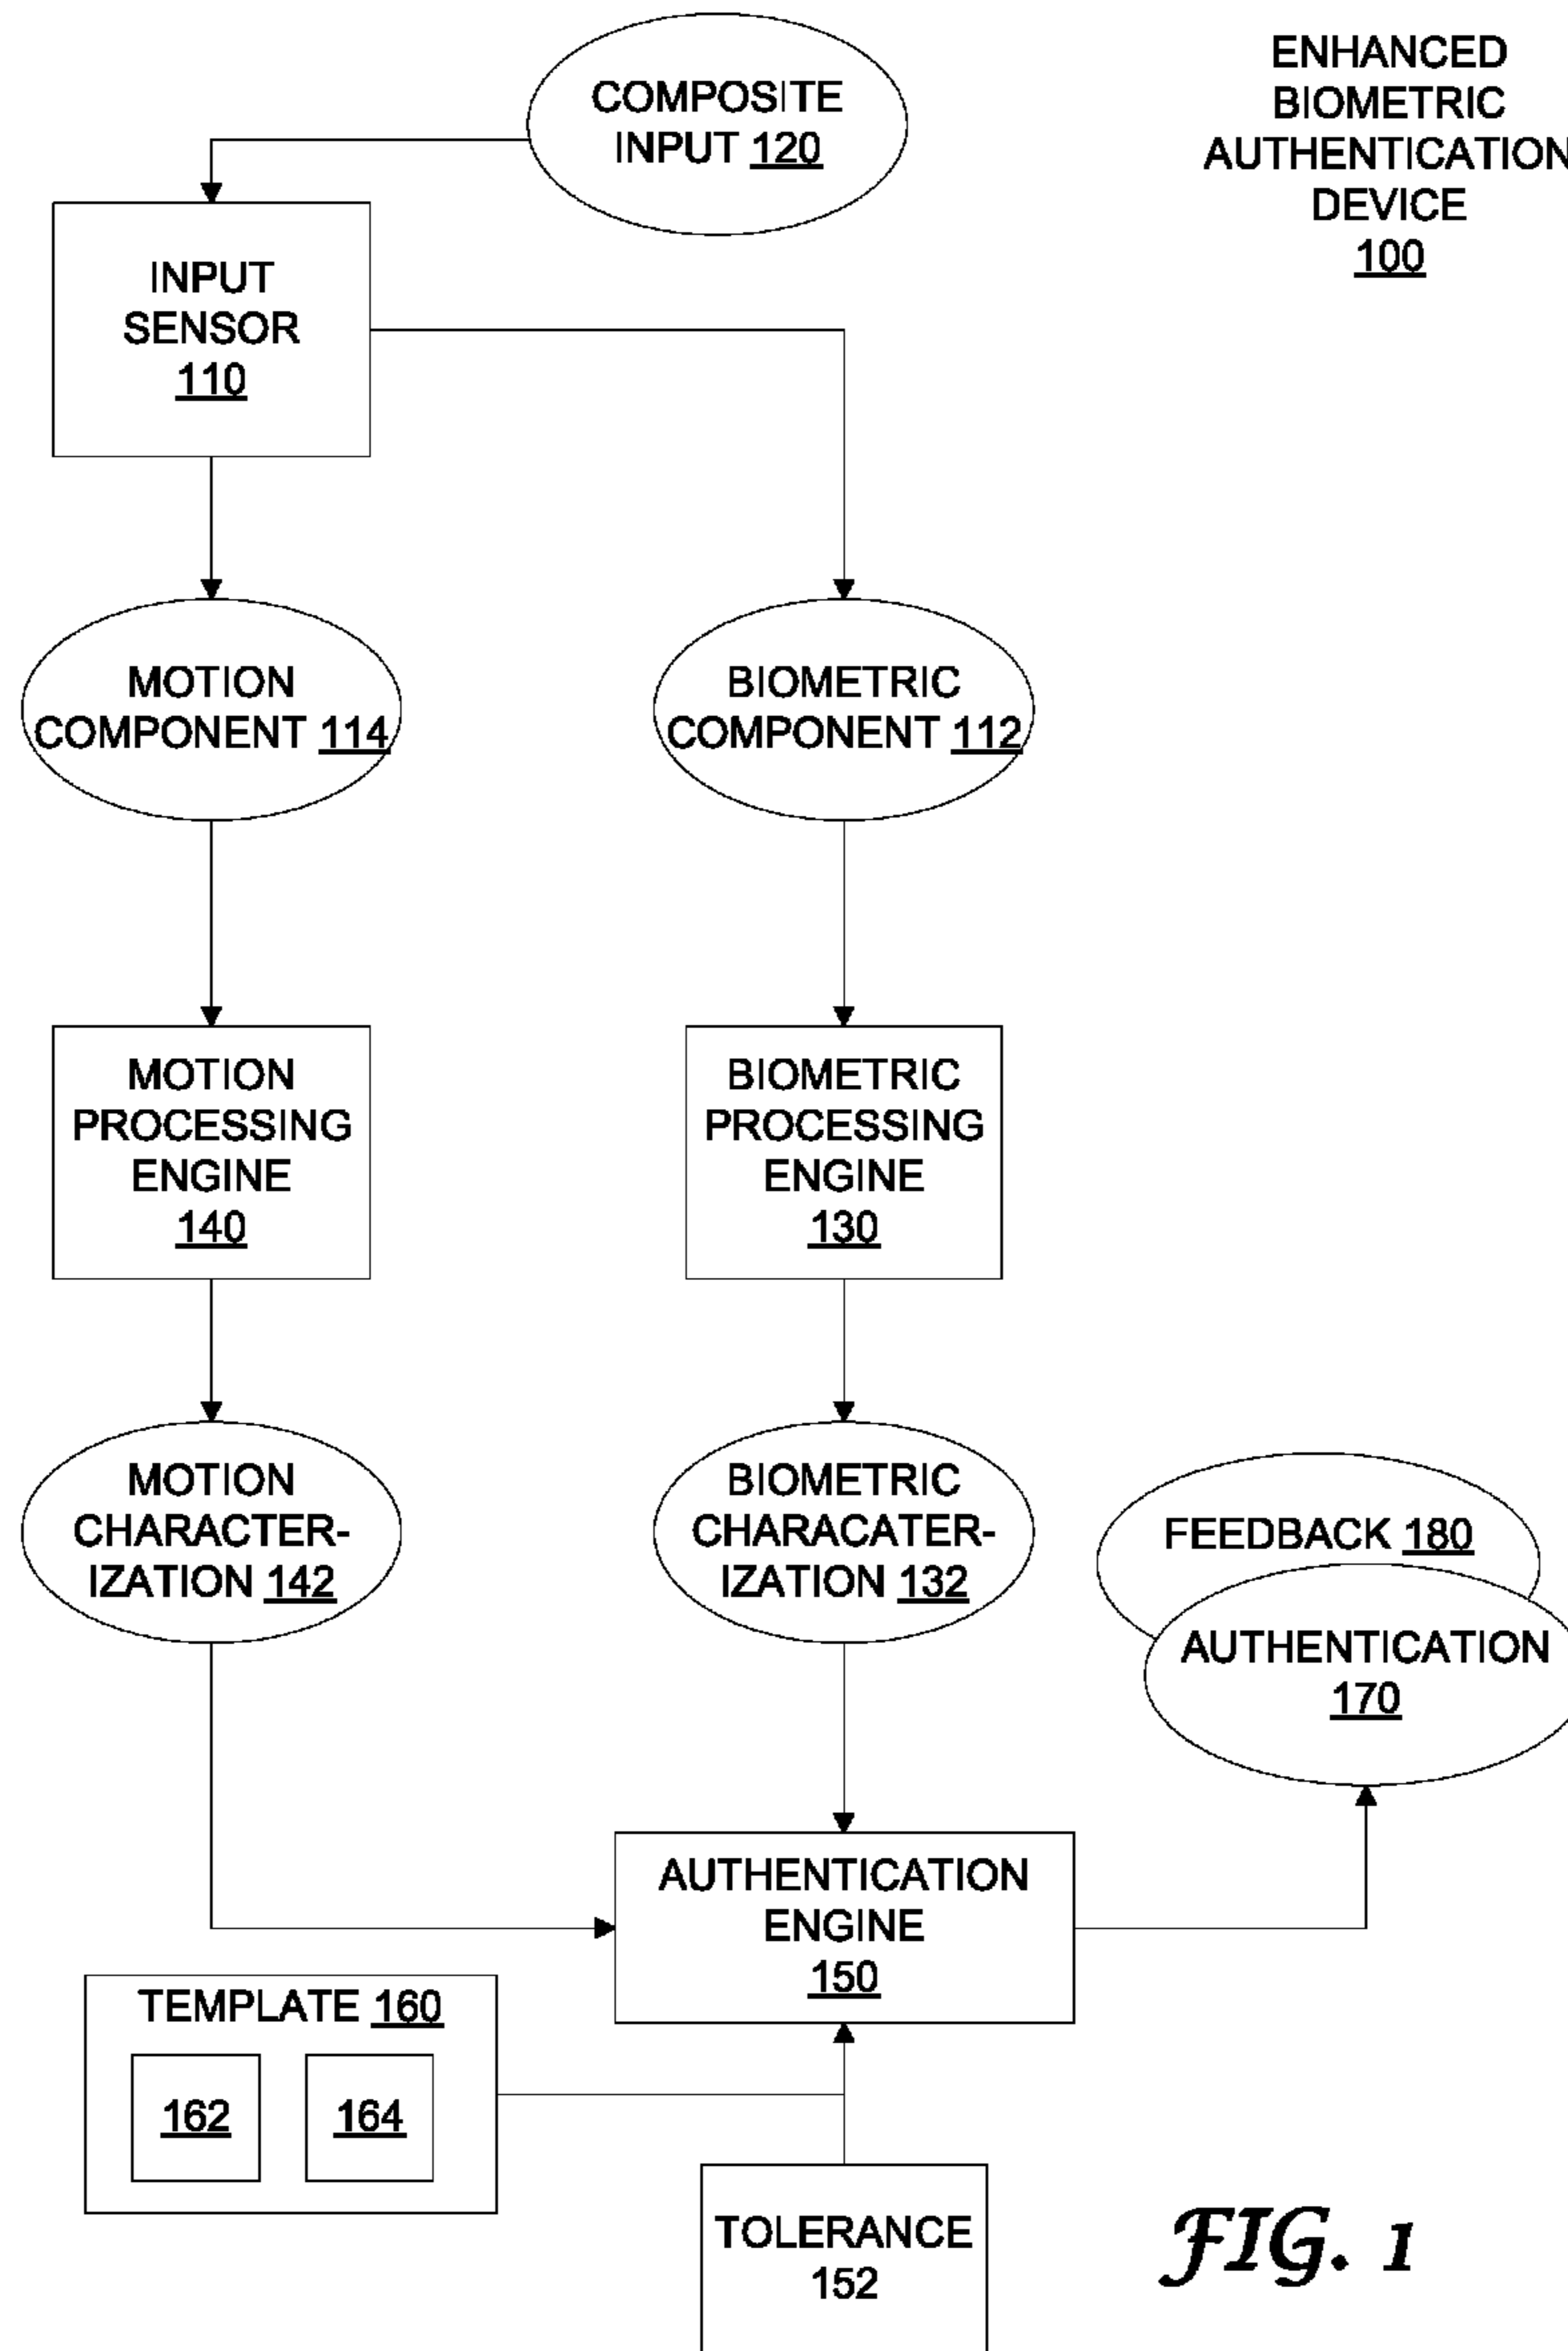 COMPOSITE
INPUT 120
ENHANCED
BIOMETRIC
AUTHENTICATION
DEVICE
100
INPUT
SENSOR
110
MOTION
COMPONENT 114
BIOMETRIC
COMPONENT 112
MOTION
PROCESSING
ENGINE
140
BIOMETRIC
PROCESSING
ENGINE
130
MOTION
CHARACTER-
IZATION 142
BIOMETRIC
CHARACATER-
IZATION 132
FEEDBACK 180
AUTHENTICATION
170
AUTHENTICATION
ENGINE
150
TEMPLATE 160
162
164
TOLERANCE
152
FIG. 1